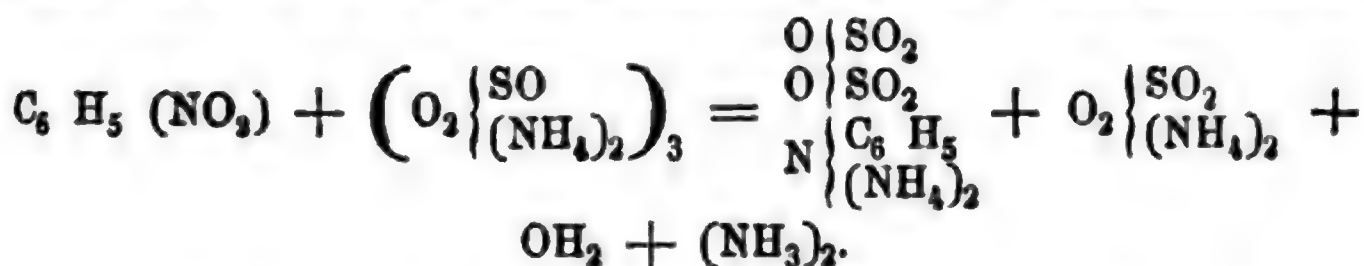 C₆ H₅ (NO₂) + (O₂{SO (NH₄)₂)₃ = O{SO₂ O{SO₂ N{C₆ H₅ (NH₄)₂ + O₂{SO₂ (NH₄)₂ +
OH₂ + (NH₃)₂.